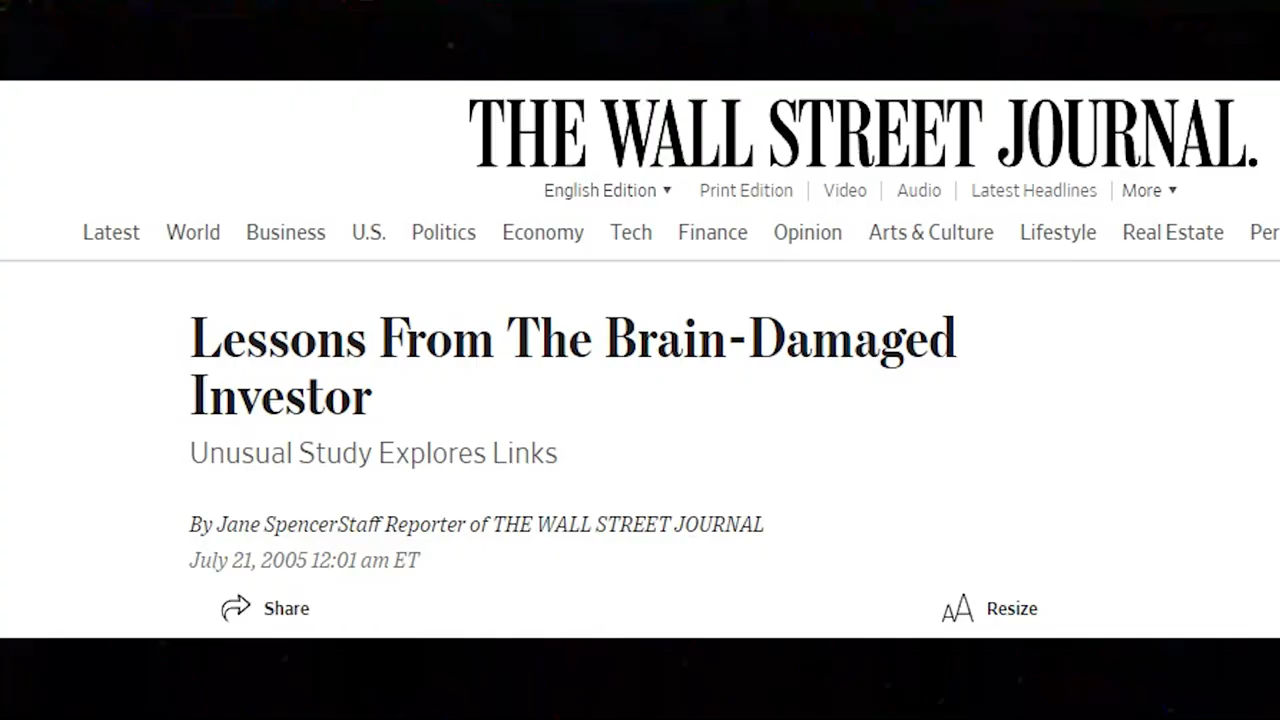 THE WALL STREET JOURNAL.
English Edition ▼ Print Edition | Video | Audio | Latest Headlines | More ▼
Latest World Business U.S. Politics Economy Tech Finance Opinion Arts & Culture Lifestyle Real Estate Per
Lessons From The Brain-Damaged
Investor
Unusual Study Explores Links
By Jane SpencerStaff Reporter of THE WALL STREET JOURNAL
July 21, 2005 12:01 am ET
Share AA Resize